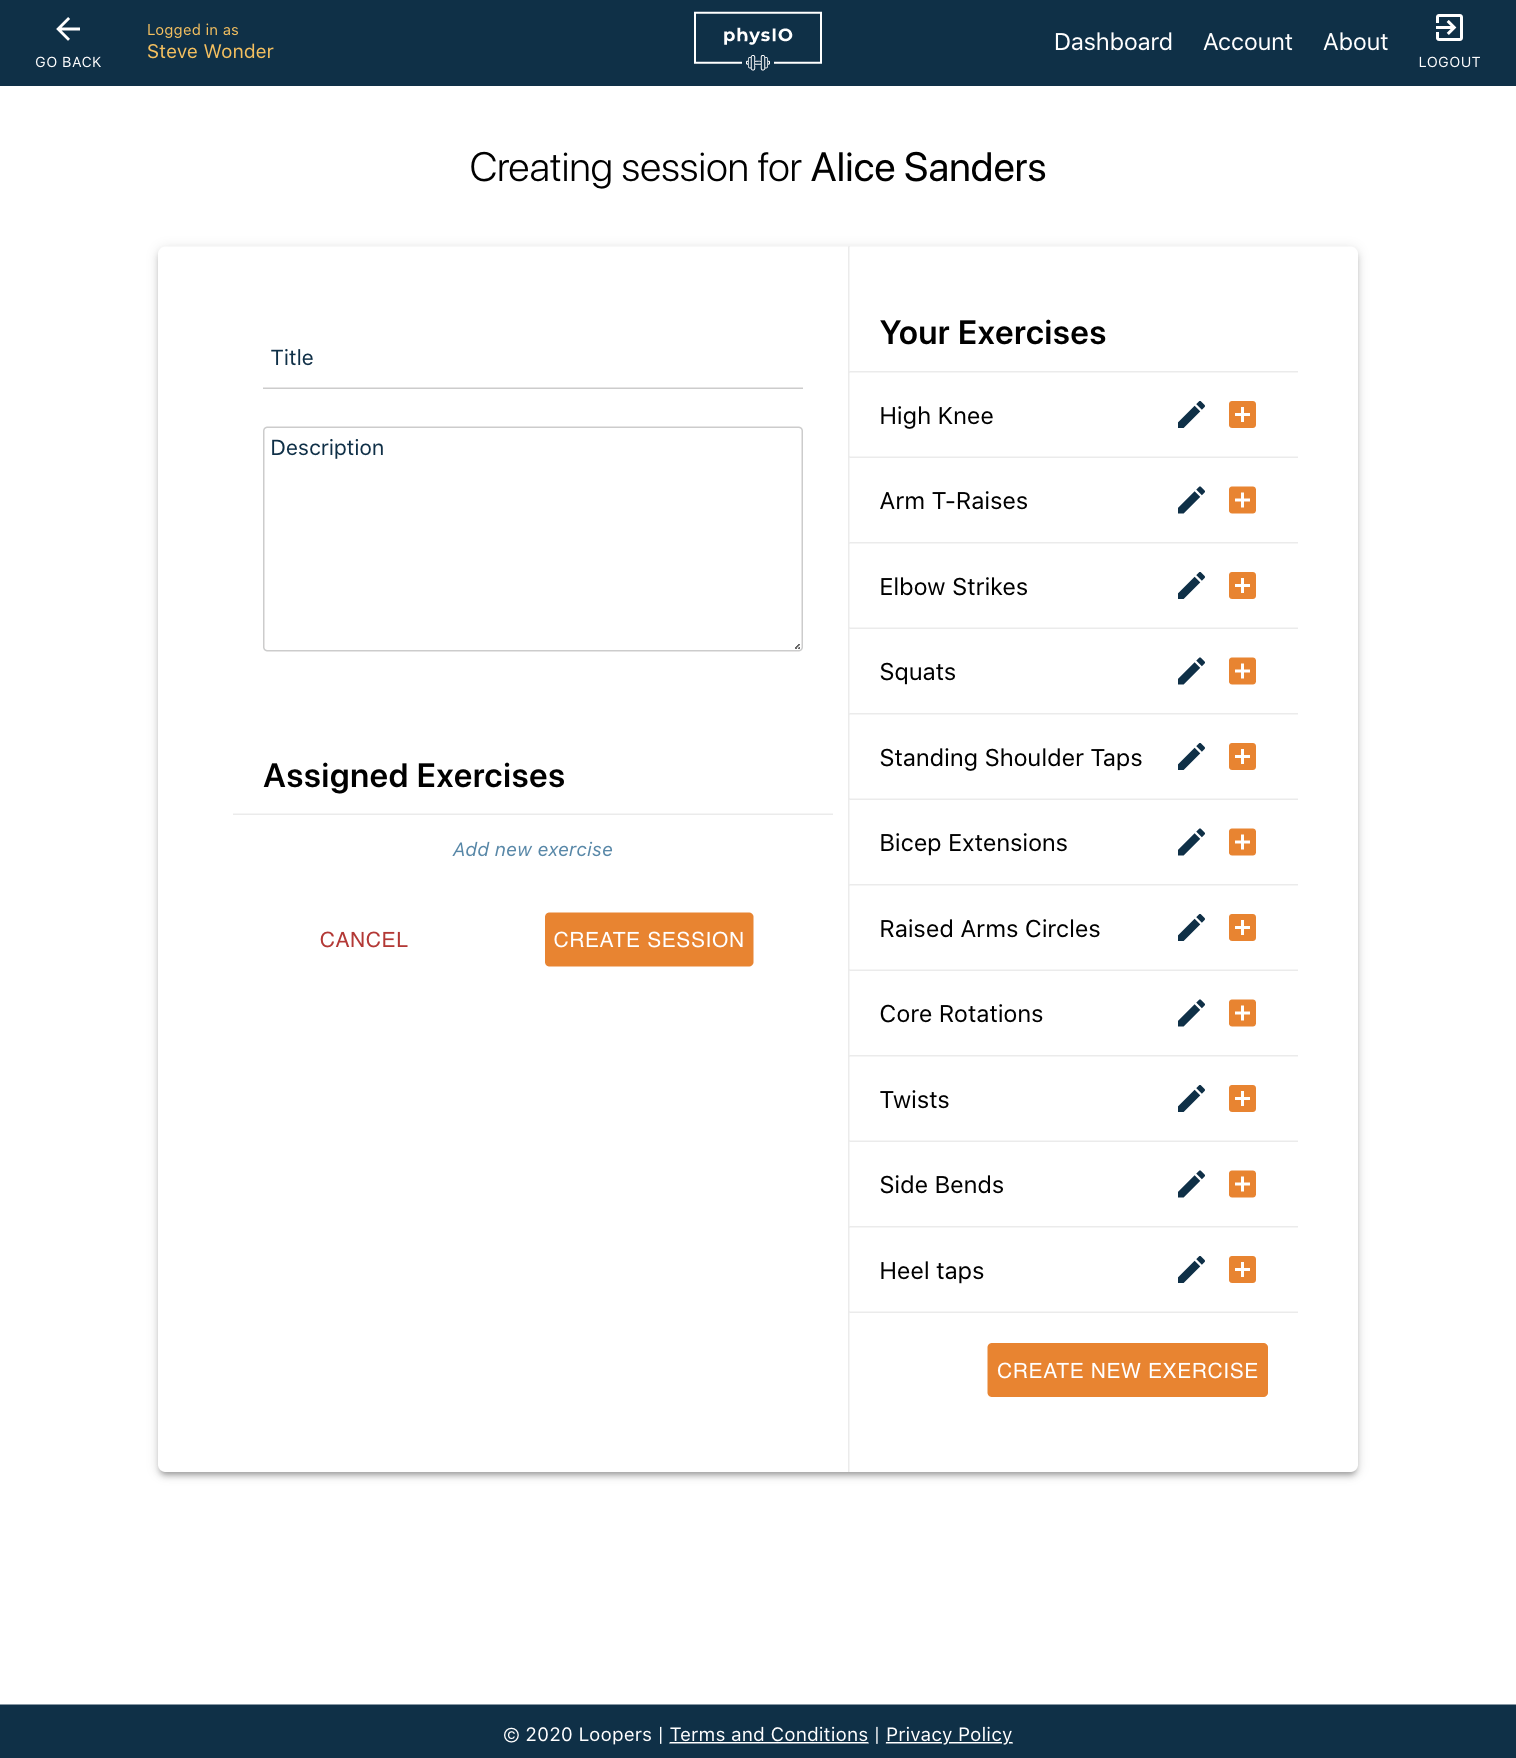 GO BACK
Logged in as
Steve Wonder
physIO
Dashboard
Account
About
LOGOUT
Creating session for Alice Sanders
Title
Description
Assigned Exercises
Add new exercise
CANCEL
CREATE SESSION
Your Exercises
High Knee
Arm T-Raises
Elbow Strikes
Squats
Standing Shoulder Taps
Bicep Extensions
Raised Arms Circles
Core Rotations
Twists
Side Bends
Heel taps
CREATE NEW EXERCISE
© 2020 Loopers | Terms and Conditions | Privacy Policy